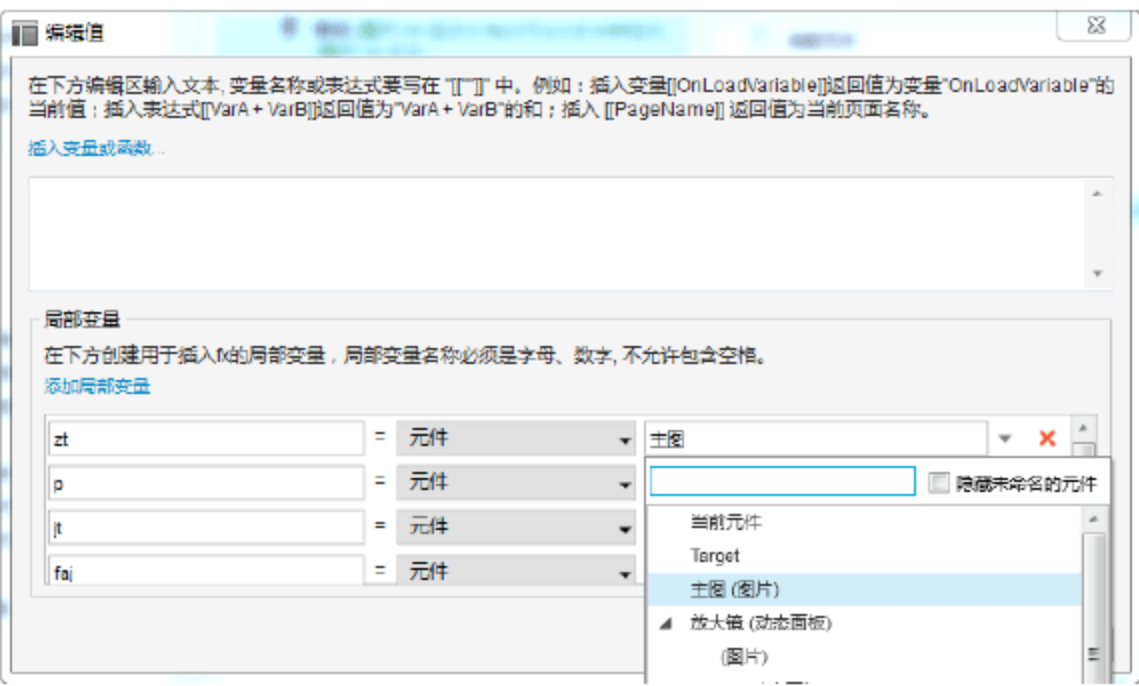 编辑值
在下方编辑区输入文本, 变量名称或表达式要写在 "[[""]]" 中。例如：插入变量[[OnLoadVariable]]返回值为变量"OnLoadVariable"的
当前值；插入表达式[[VarA + VarB]]返回值为"VarA + VarB"的和；插入 [[PageName]] 返回值为当前页面名称。
插入变量或函数...
局部变量
在下方创建用于插入fx的局部变量，局部变量名称必须是字母、数字, 不允许包含空格。
添加局部变量
zt = 元件 主图
p = 元件
隐藏未命名的元件
当前元件
jt = 元件
Target
faj = 元件
主图 (图片)
放大镜 (动态面板)
(图片)